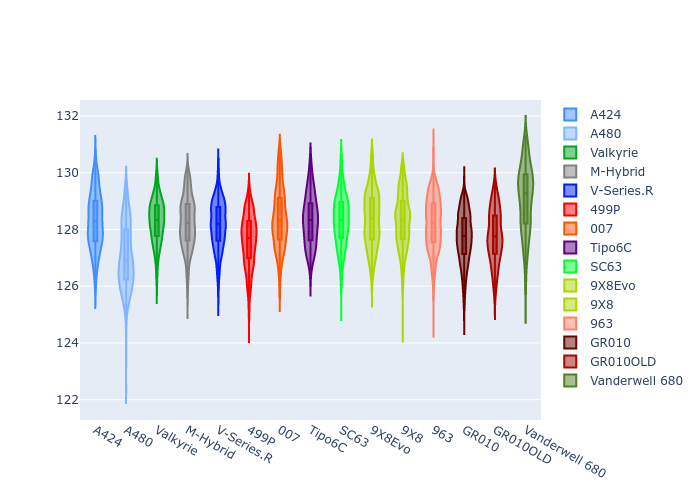 132
130
128
126
124
122
A424
A480
Valkyrie
M-Hybrid
V-Series.R
499P
007
Tipo6C
SC63
9X8Evo
9X8
963
GR010
GR010OLD
Vanderwell 680
A424
A480
Valkyrie
M-Hybrid
V-Series.R
499P
007
Tipo6C
SC63
9X8Evo
9X8
963
GR010
GR010OLD
Vanderwell 680